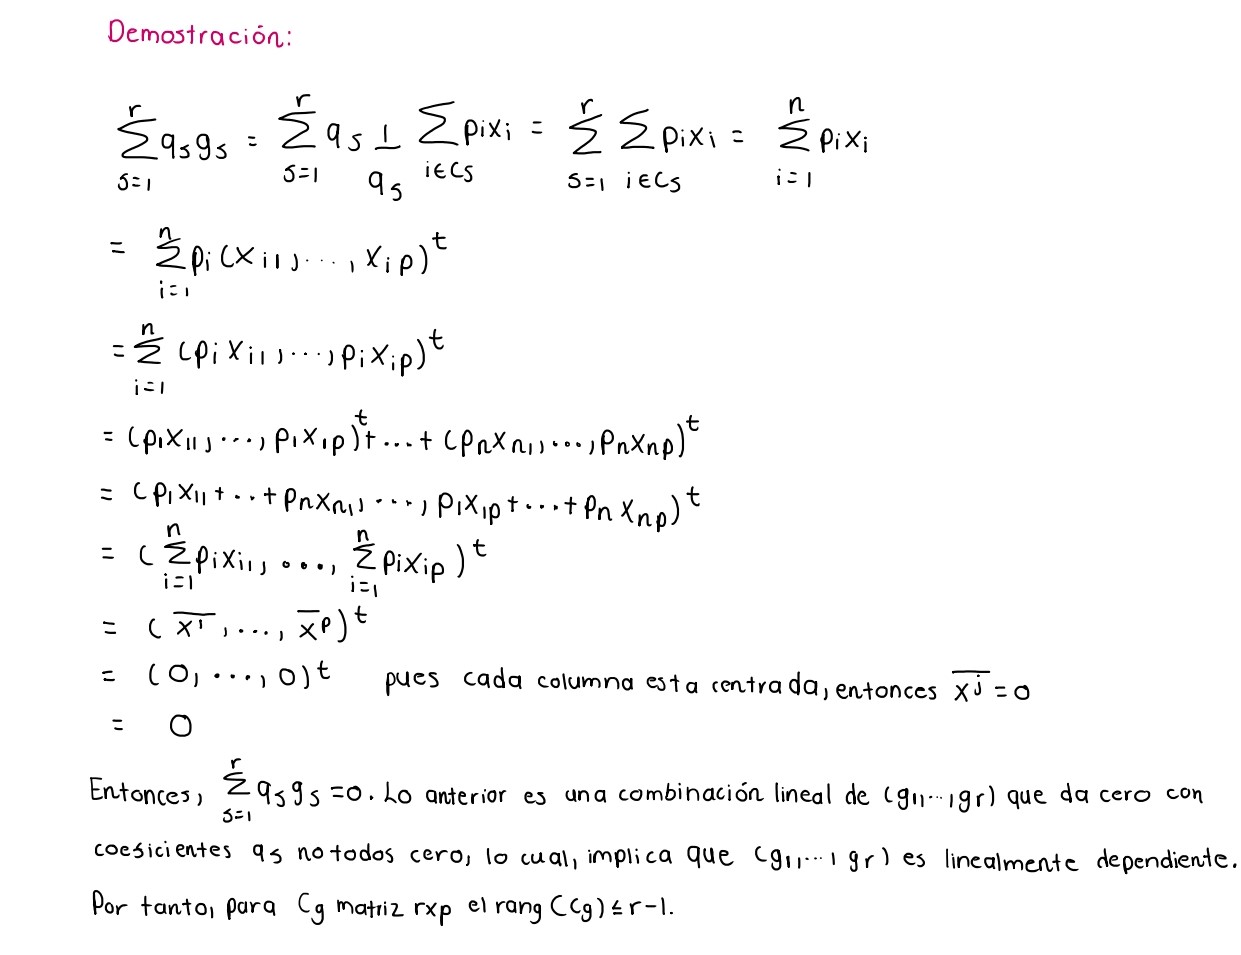 Demostración:
$\sum_{s=1}^{r} q_s g_s = \sum_{s=1}^{r} q_s \frac{1}{q_s} \sum_{i \in C_s} p_i x_i = \sum_{s=1}^{r} \sum_{i \in C_s} p_i x_i = \sum_{i=1}^{n} p_i x_i$
$= \sum_{i=1}^{n} p_i (x_{i1}, \dots, x_{ip})^t$
$= \sum_{i=1}^{n} (p_i x_{i1}, \dots, p_i x_{ip})^t$
$= (p_1 x_{11}, \dots, p_1 x_{1p})^t + \dots + (p_n x_{n1}, \dots, p_n x_{np})^t$
$= (p_1 x_{11} + \dots + p_n x_{n1}, \dots, p_1 x_{1p} + \dots + p_n x_{np})^t$
$= (\sum_{i=1}^{n} p_i x_{i1}, \dots, \sum_{i=1}^{n} p_i x_{ip})^t$
$= (\overline{x^1}, \dots, \overline{x}^p)^t$
$= (0, \dots, 0)^t$ pues cada columna esta centrada, entonces $\overline{x^j} = 0$
$= 0$
Entonces, $\sum_{s=1}^{r} q_s g_s = 0$. Lo anterior es una combinación lineal de $(g_1, \dots, g_r)$ que da cero con
coeficientes $q_s$ no todos cero, lo cual, implica que $(g_1, \dots, g_r)$ es linealmente dependiente.
Por tanto, para $C_g$ matriz rxp el rang $(C_g) \leq r-1$.